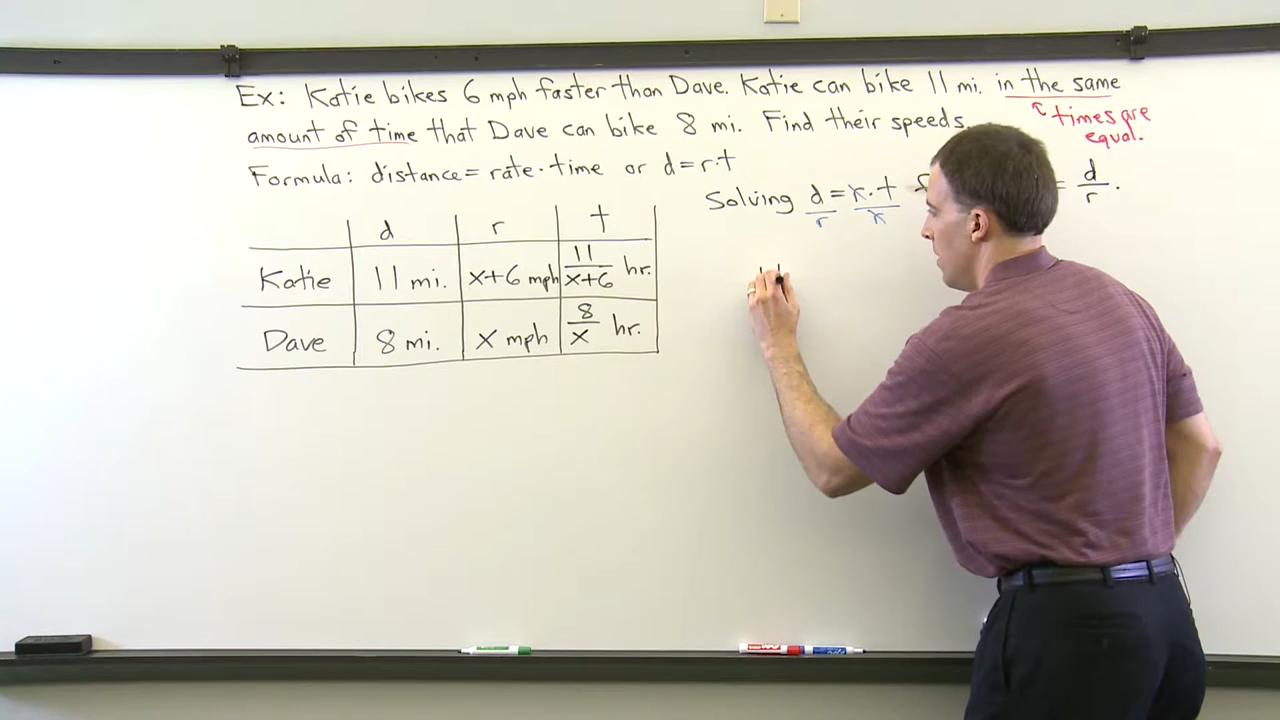 Ex: Katie bikes 6 mph faster than Dave. Katie can bike 11 mi. in the same
amount of time that Dave can bike 8 mi. Find their speeds.
times are
equal.
Formula: distance = rate · time or d = r · t
Solving d = r · t = d/r.
r r
d r t
Katie 11 mi. x+6 mph 11/x+6 hr.
Dave 8 mi. x mph 8/x hr.
11
EXPO